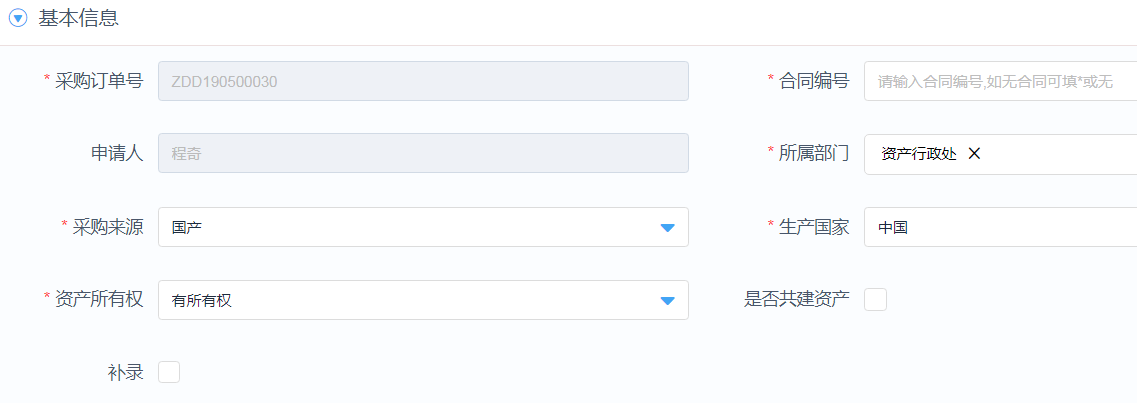 基本信息
* 采购订单号 ZDD190500030 * 合同编号 请输入合同编号,如无合同可填*或无
申请人 程奇 * 所属部门 资产行政处 ✕
* 采购来源 国产 * 生产国家 中国
* 资产所有权 有所有权 是否共建资产
补录